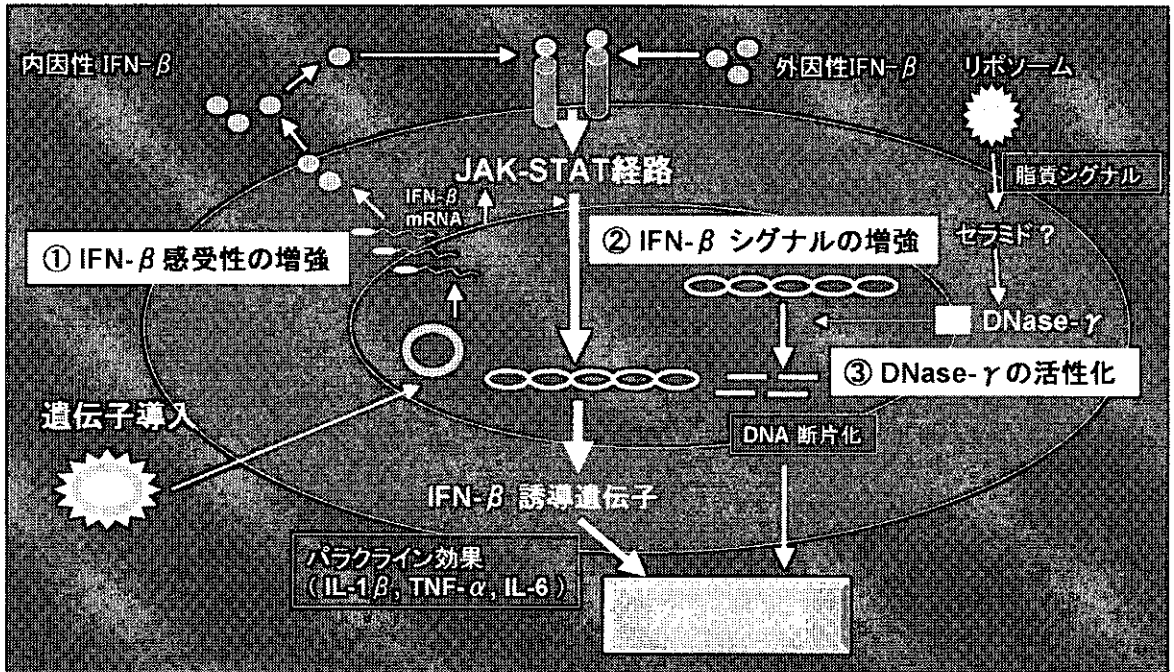 内因性 IFN-β
外因性IFN-β
リポソーム
JAK-STAT経路
脂質シグナル
IFN-β
mRNA
① IFN-β 感受性の増強
② IFN-β シグナルの増強
セラミド?
DNase-γ
③ DNase-γの活性化
遺伝子導入
DNA 断片化
IFN-β 誘導遺伝子
パラクライン効果
( IL-1β, TNF-α, IL-6 )